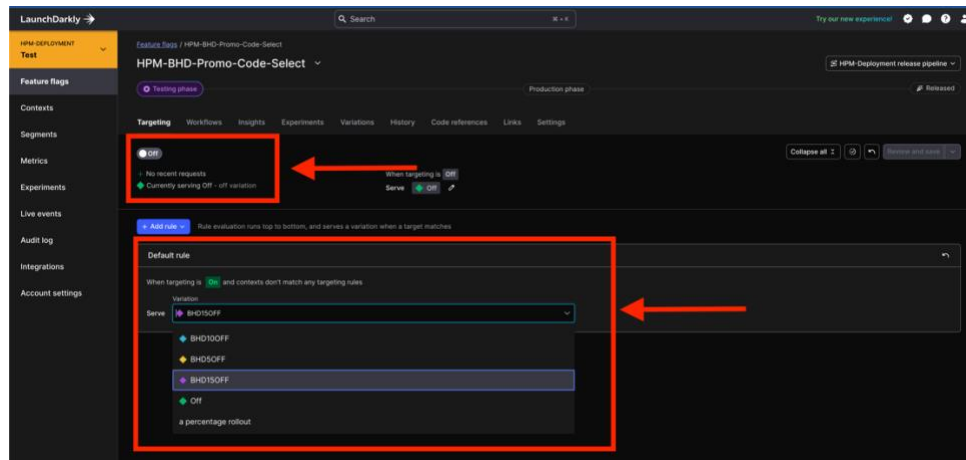 LaunchDarkly
Search
⌘ + K
Try our new experience!
HPM-DEPLOYMENT
Test
Feature flags
Contexts
Segments
Metrics
Experiments
Live events
Audit log
Integrations
Account settings
Feature flags / HPM-BHD-Promo-Code-Select
HPM-BHD-Promo-Code-Select
HPM-Deployment release pipeline
Testing phase
Production phase
Released
Targeting Workflows Insights Experiments Variations History Code references Links Settings
Off
Collapse all
Review and save
No recent requests
Currently serving Off - off variation
When targeting is Off
Serve Off
+ Add rule
Rule evaluation runs top to bottom, and serves a variation when a target matches
Default rule
When targeting is On and contexts don't match any targeting rules
Variation
Serve BHD15OFF
BHD10OFF
BHD5OFF
BHD15OFF
Off
a percentage rollout